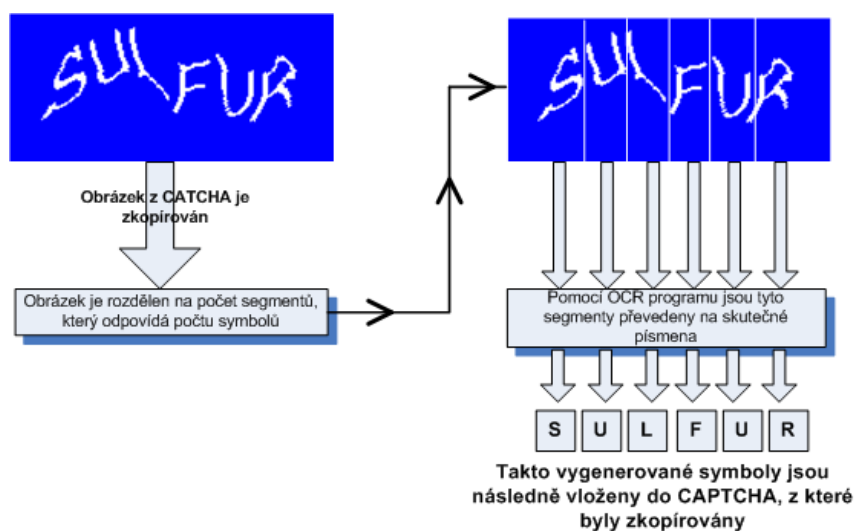 SULFUR
Obrázek z CATCHA je
zkopírován
Obrázek je rozdělen na počet segmentů,
který odpovídá počtu symbolů
SULFUR
Pomocí OCR programu jsou tyto
segmenty převedeny na skutečné
písmena
S U L F U R
Takto vygenerované symboly jsou
následně vloženy do CAPTCHA, z které
byly zkopírovány